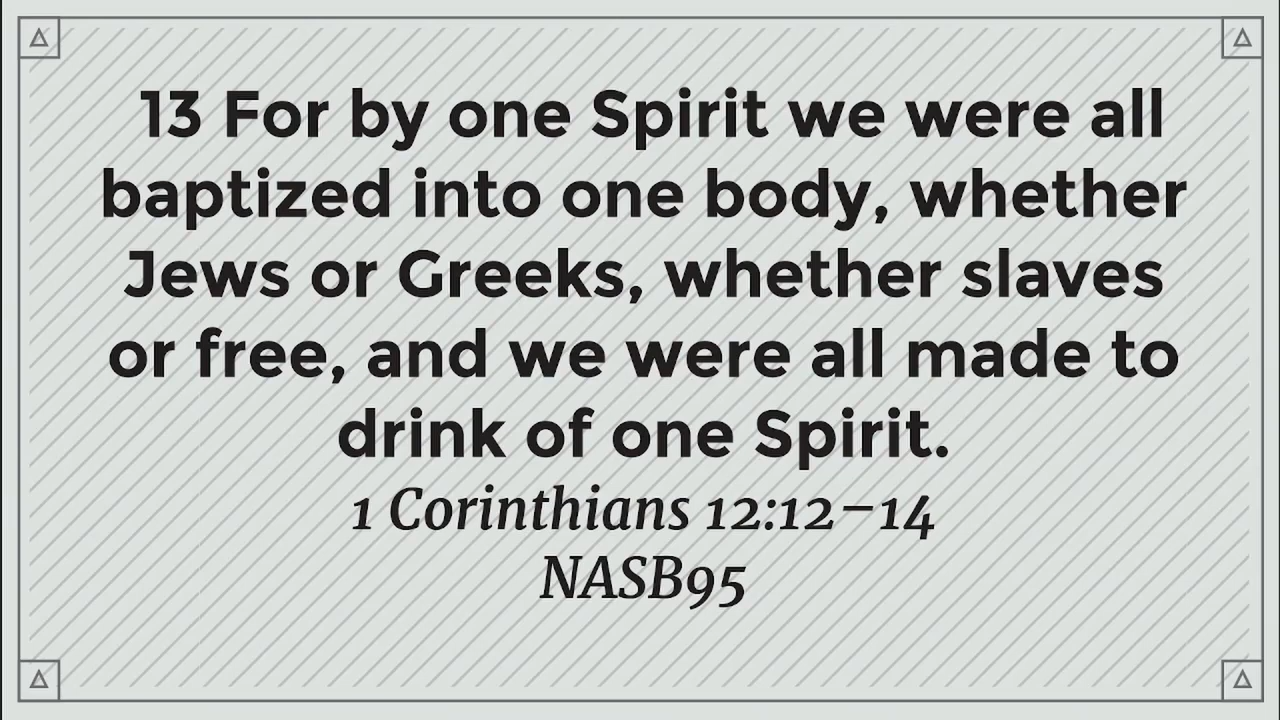 13 For by one Spirit we were all
baptized into one body, whether
Jews or Greeks, whether slaves
or free, and we were all made to
drink of one Spirit.
1 Corinthians 12:12–14
NASB95